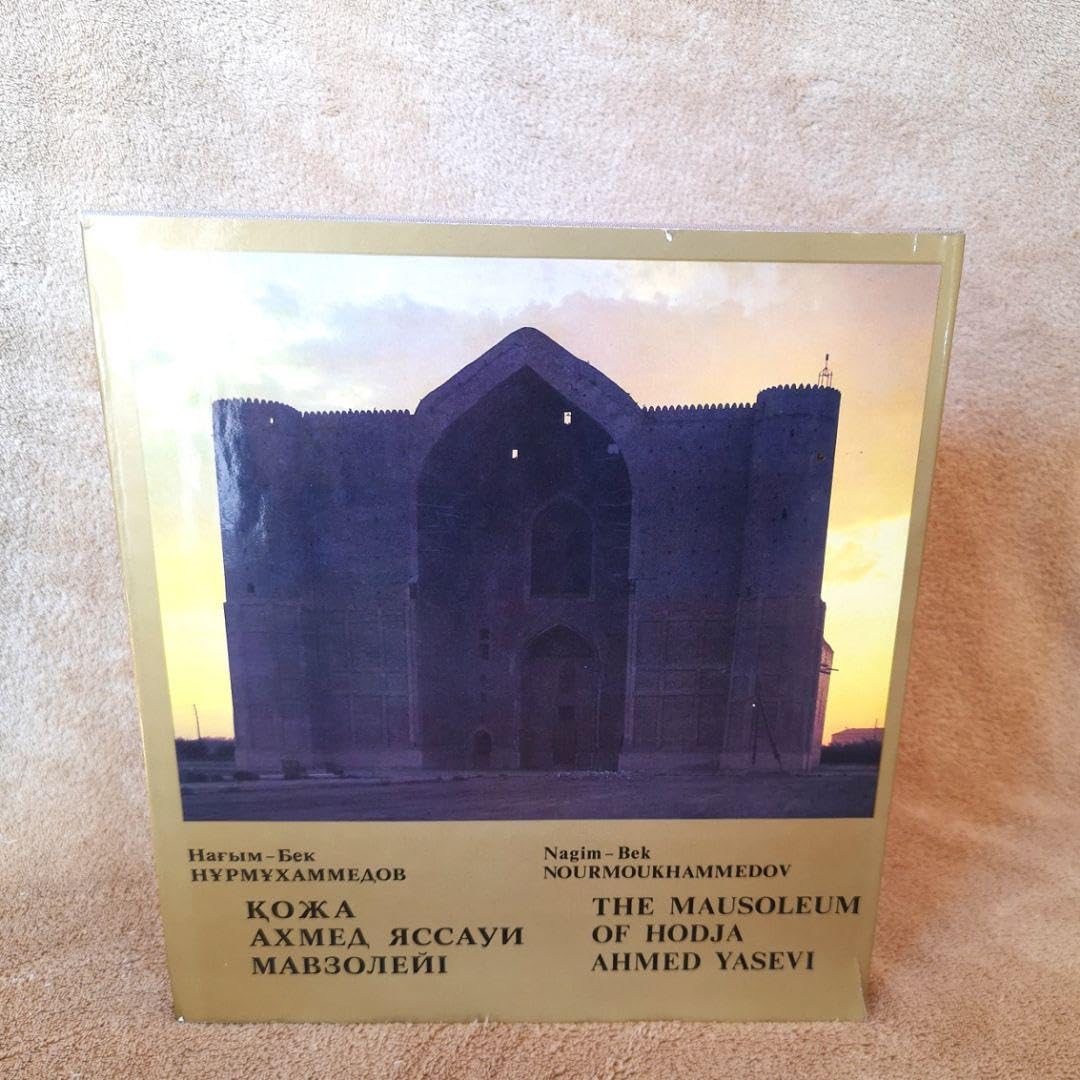 Нағым-Бек
НҰРМҰХАММЕДОВ
ҚОЖА
АХМЕД ЯССАУИ
МАВЗОЛЕЙІ
Nagim-Bek
NOURMOUKHAMMEDOV
THE MAUSOLEUM
OF HODJA
AHMED YASEVI